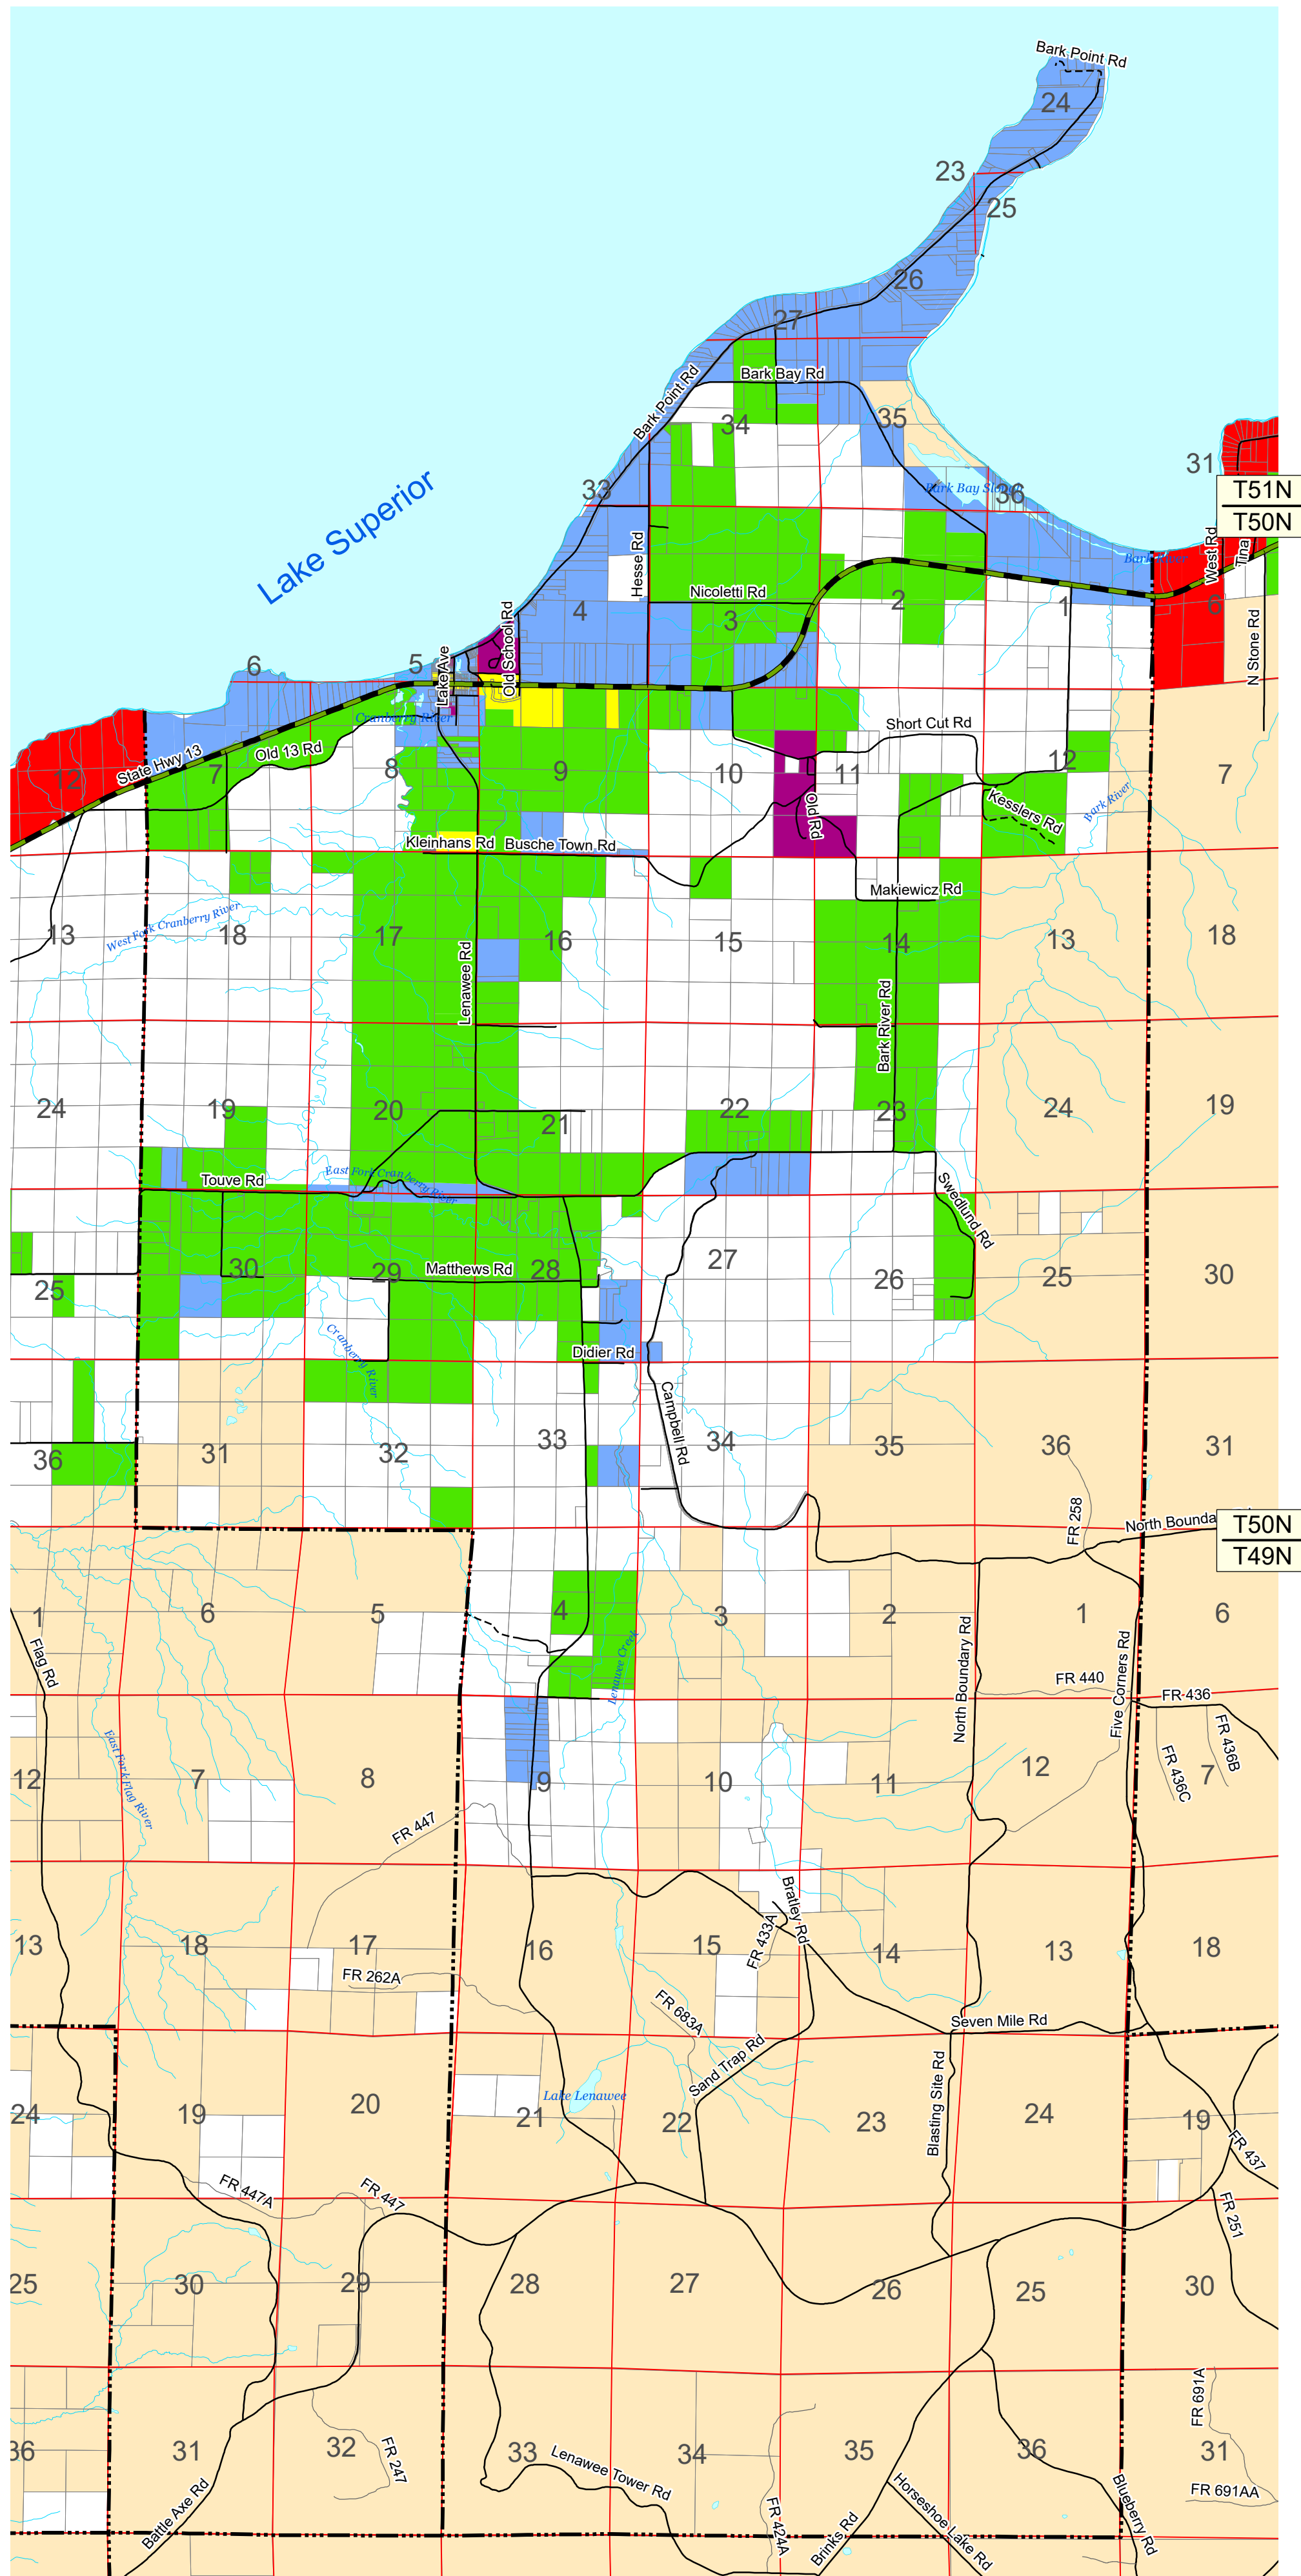 Bark Point Rd
24
23
25
26
27
Bark Bay Rd
Bark Point Rd
34
35
31
33
36
T51N
T50N
Lake Superior
Hesse Rd
West Rd
Tina
Bark River
Nicoletti Rd
4
3
2
1
6
Old School Rd
N Stone Rd
6
5
Lake Ave
Cranberry River
Short Cut Rd
State Hwy 13
Old 13 Rd
12
7
8
9
10
11
12
7
Old Rd
Kesslers Rd
Bark River
Kleinhans Rd
Busche Town Rd
Makiewicz Rd
West Fork Cranberry River
13
18
17
16
15
14
13
18
Lenawee Rd
Bark River Rd
24
19
20
21
22
23
24
19
East Fork Cranberry River
Touve Rd
Swedlund Rd
25
30
29
Matthews Rd
28
27
26
25
30
Cranberry River
Didier Rd
Campbell Rd
36
31
32
33
34
35
36
31
FR 258
North Bounda
T50N
T49N
1
6
5
4
3
2
1
6
Flag Rd
Lenawee Creek
North Boundary Rd
Five Corners Rd
FR 440
FR 436
FR 436B
FR 436C
East Fork Flag River
12
7
8
9
10
11
12
7
FR 447
Bratley Rd
FR 433A
13
18
17
16
15
14
13
18
FR 262A
FR 683A
Seven Mile Rd
Sand Trap Rd
Blasting Site Rd
Lake Lenawee
24
19
20
21
22
23
24
19
FR 437
FR 447A
FR 447
FR 251
25
30
29
28
27
26
25
30
FR 691A
36
31
32
33
34
35
36
31
FR 247
Lenawee Tower Rd
FR 691AA
Battle Axe Rd
FR 424A
Brinks Rd
Horseshoe Lake Rd
Blueberry Rd